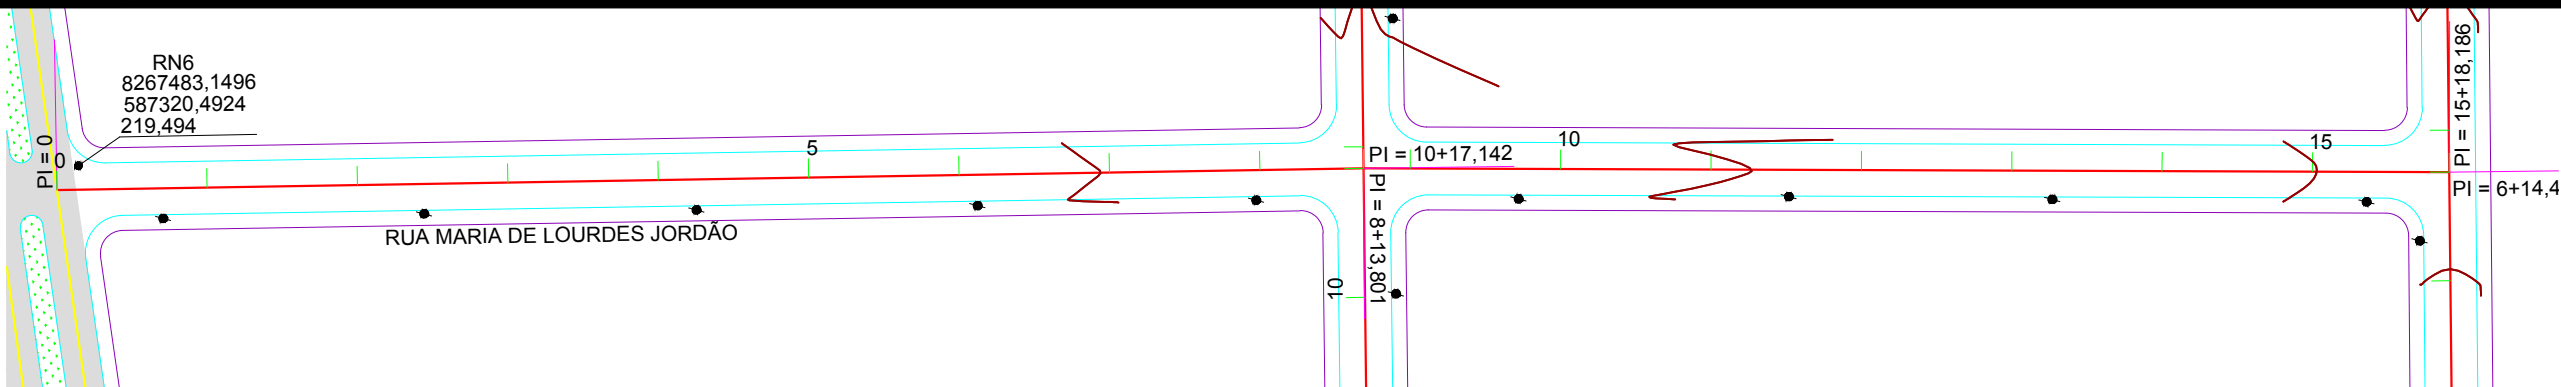 RN6
8267483,1496
587320,4924
219,494
PI = 0
0
5
RUA MARIA DE LOURDES JORDÃO
PI = 10+17,142
PI = 8+13,801
10
10
15
PI = 15+18,186
PI = 6+14,4